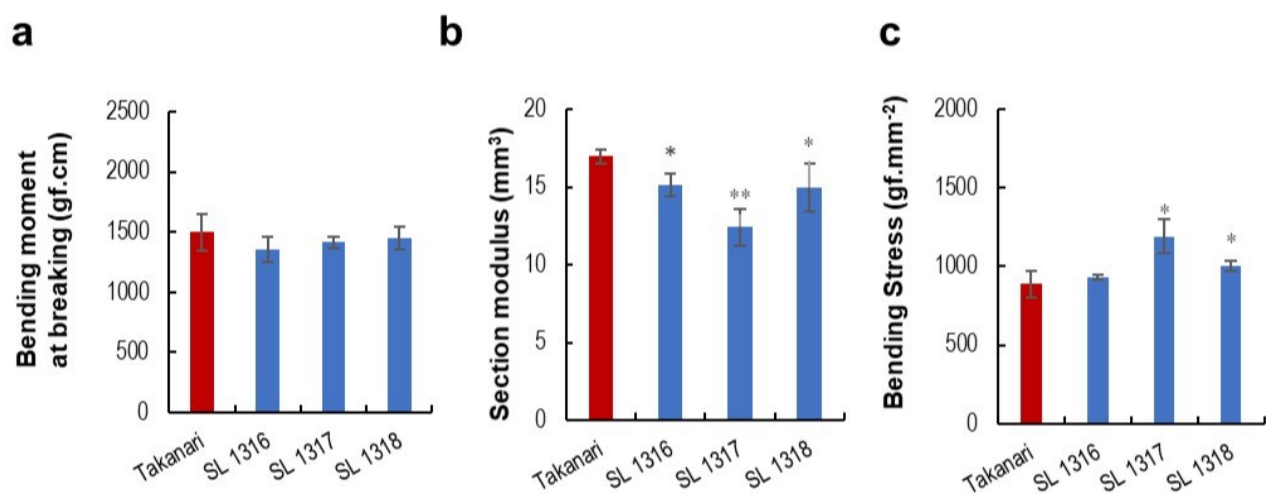 a
Bending moment
at breaking (gf.cm)
2500
2000
1500
1000
500
0
Takanari
SL 1316
SL 1317
SL 1318
b
Section modulus (mm³)
20
15
10
5
0
*
**
*
Takanari
SL 1316
SL 1317
SL 1318
c
Bending Stress (gf.mm⁻²)
2000
1500
1000
500
0
*
*
Takanari
SL 1316
SL 1317
SL 1318